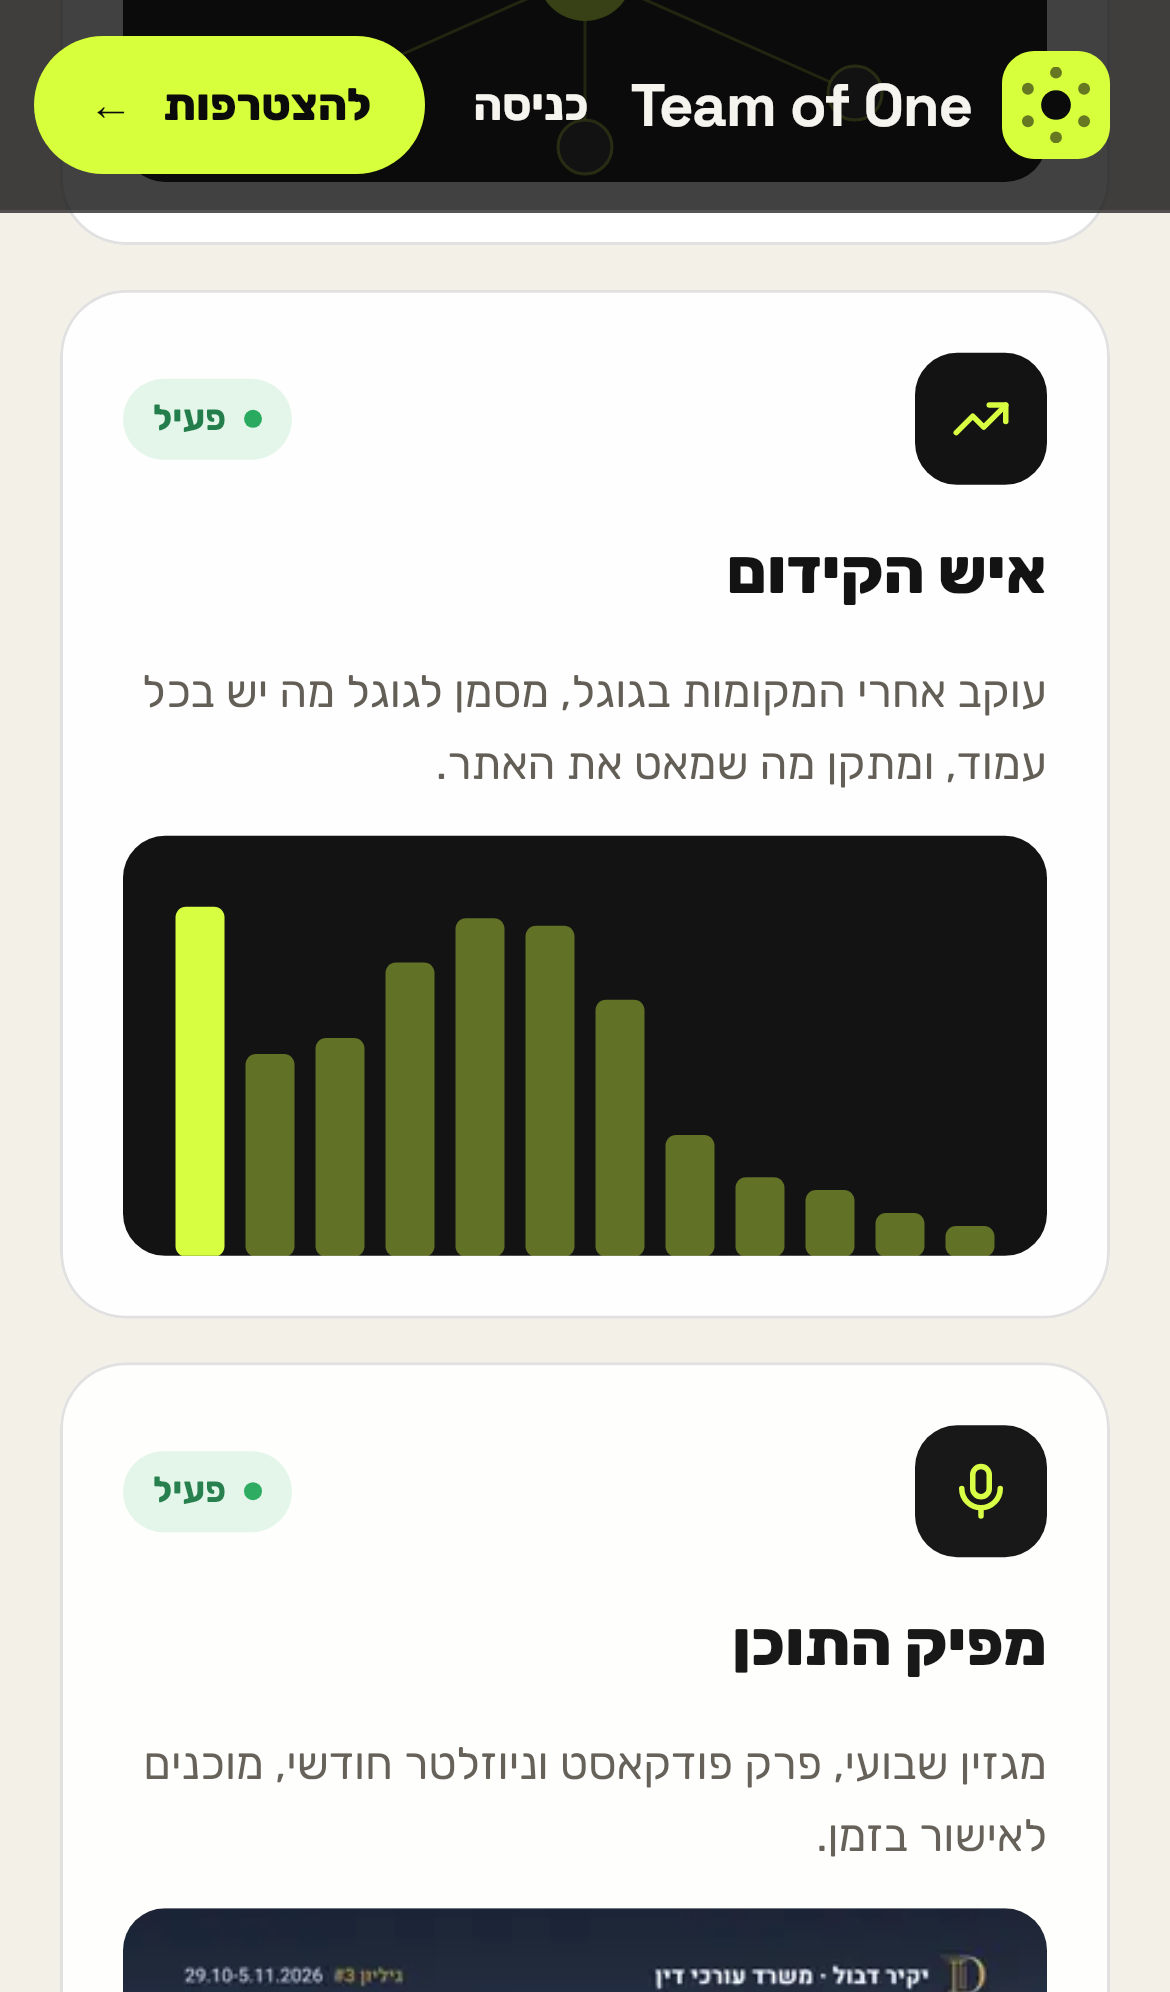 Team of One
כניסה
להצטרפות ←
פעיל
איש הקידום
עוקב אחרי המקומות בגוגל, מסמן לגוגל מה יש בכל
עמוד, ומתקן מה שמאט את האתר.
פעיל
מפיק התוכן
מגזין שבועי, פרק פודקאסט וניוזלטר חודשי, מוכנים
לאישור בזמן.
יקיר דבול · משרד עורכי דין
גיליון #3 29.10-5.11.2026